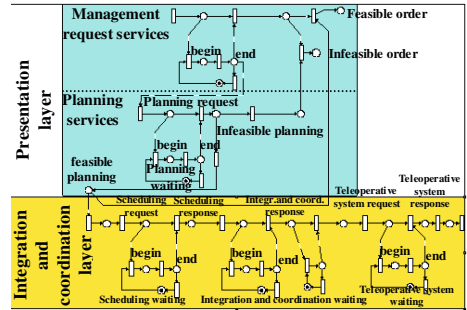 Management
request services
Feasible order
begin
end
Infeasible order
Presentation
layer
Planning
services
Planning request
begin
end
Infeasible planning
Planning
waiting
feasible
planning
Integration
and
coordination
layer
Scheduling
request
Scheduling
response
Integr.and coord.
response
Teleoperative
system request
Teleoperative
system
response
begin
end
begin
end
begin
end
Scheduling waiting
Integration and coordination waiting
Teleoperative system
waiting